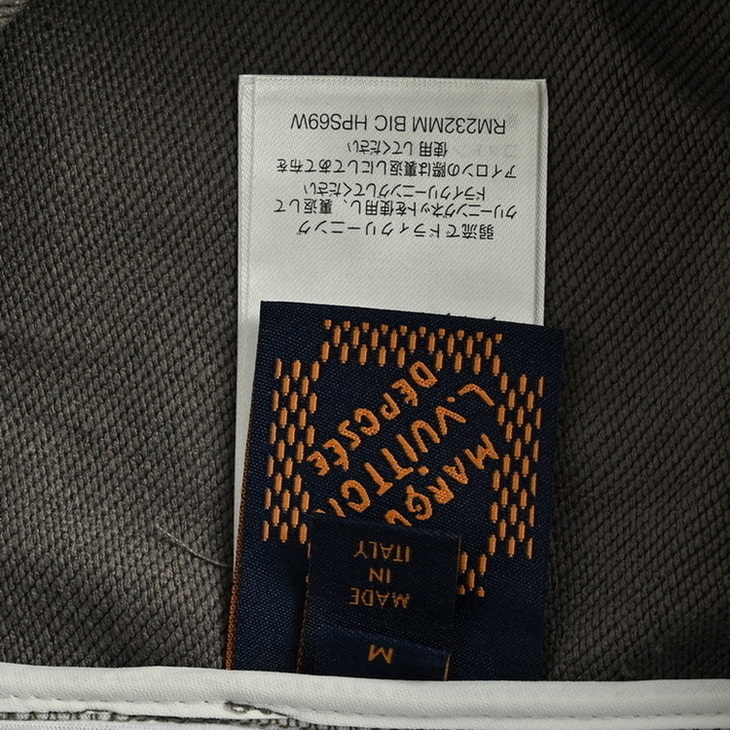 弱流でドライクリーニング
クリーニングネットを使用し、裏返して
ドライクリーニングしてください
アイロンの際は裏返しにしてあて布を
使用してください
RM232MM BIC HPS69W
MARQU
L.VUITTON
DÉPOSÉE
MADE
IN
ITALY
M